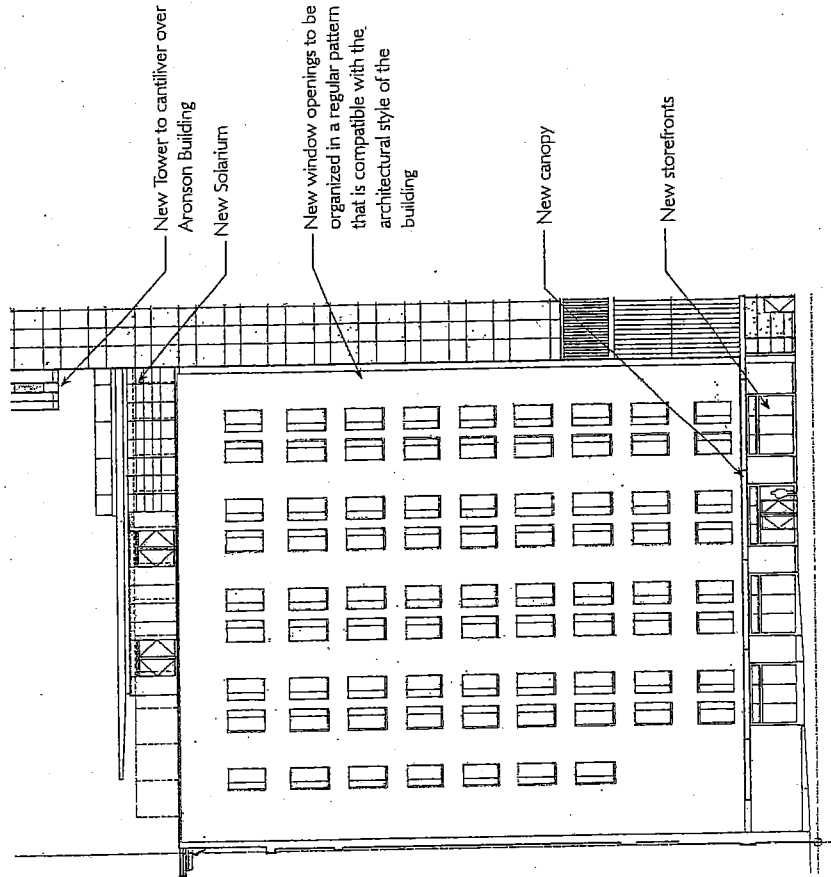 New Tower to cantiliver over
Aronson Building
New Solarium
New window openings to be
organized in a regular pattern
that is compatible with the
architectural style of the
building
New canopy
New storefronts